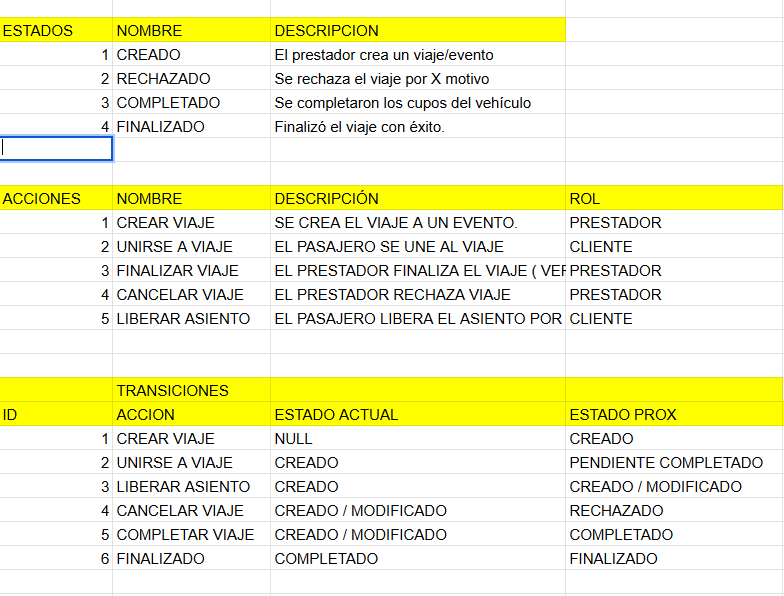 ESTADOS NOMBRE DESCRIPCION
1 CREADO El prestador crea un viaje/evento
2 RECHAZADO Se rechaza el viaje por X motivo
3 COMPLETADO Se completaron los cupos del vehículo
4 FINALIZADO Finalizó el viaje con éxito.
ACCIONES NOMBRE DESCRIPCIÓN ROL
1 CREAR VIAJE SE CREA EL VIAJE A UN EVENTO. PRESTADOR
2 UNIRSE A VIAJE EL PASAJERO SE UNE AL VIAJE CLIENTE
3 FINALIZAR VIAJE EL PRESTADOR FINALIZA EL VIAJE ( PRESTADOR
4 CANCELAR VIAJE EL PRESTADOR RECHAZA VIAJE PRESTADOR
5 LIBERAR ASIENTO EL PASAJERO LIBERA EL ASIENTO POR CLIENTE
TRANSICIONES
ID ACCION ESTADO ACTUAL ESTADO PROX
1 CREAR VIAJE NULL CREADO
2 UNIRSE A VIAJE CREADO PENDIENTE COMPLETADO
3 LIBERAR ASIENTO CREADO CREADO / MODIFICADO
4 CANCELAR VIAJE CREADO / MODIFICADO RECHAZADO
5 COMPLETAR VIAJE CREADO / MODIFICADO COMPLETADO
6 FINALIZADO COMPLETADO FINALIZADO